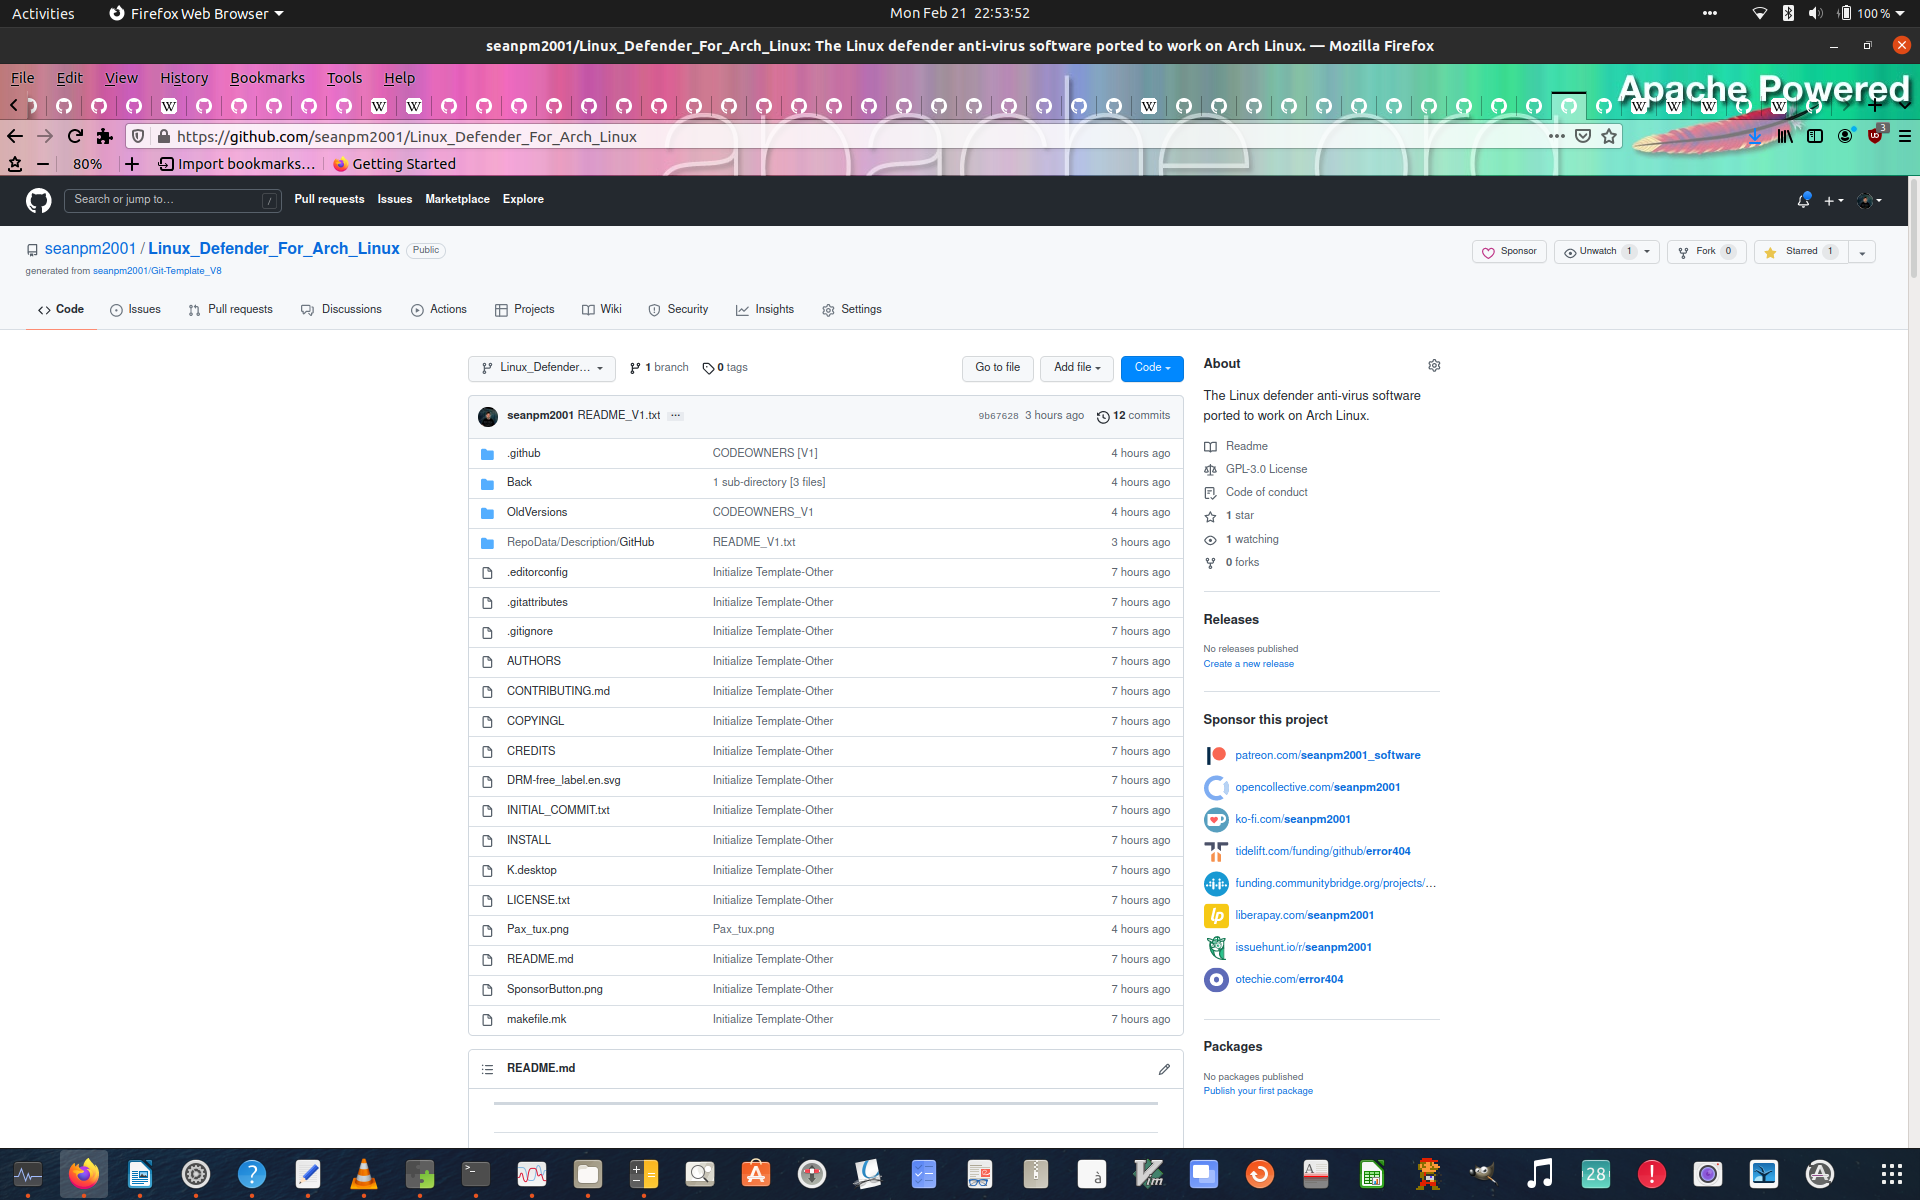 Activities
Firefox Web Browser
Mon Feb 21 22:53:52
100 %
seanpm2001/Linux_Defender_For_Arch_Linux: The Linux defender anti-virus software ported to work on Arch Linux. — Mozilla Firefox
File Edit View History Bookmarks Tools Help
Apache Powered
https://github.com/seanpm2001/Linux_Defender_For_Arch_Linux
3
80%
Import bookmarks…
Getting Started
Search or jump to…
/
Pull requests Issues Marketplace Explore
seanpm2001 / Linux_Defender_For_Arch_Linux Public
generated from seanpm2001/Git-Template_V8
Sponsor
Unwatch 1
Fork 0
Starred 1
Code Issues Pull requests Discussions Actions Projects Wiki Security Insights Settings
Linux_Defender…
1 branch
0 tags
Go to file
Add file
Code
seanpm2001 README_V1.txt
9b67628 3 hours ago
12 commits
.github CODEOWNERS [V1] 4 hours ago
Back 1 sub-directory [3 files] 4 hours ago
OldVersions CODEOWNERS_V1 4 hours ago
RepoData/Description/GitHub README_V1.txt 3 hours ago
.editorconfig Initialize Template-Other 7 hours ago
.gitattributes Initialize Template-Other 7 hours ago
.gitignore Initialize Template-Other 7 hours ago
AUTHORS Initialize Template-Other 7 hours ago
CONTRIBUTING.md Initialize Template-Other 7 hours ago
COPYINGL Initialize Template-Other 7 hours ago
CREDITS Initialize Template-Other 7 hours ago
DRM-free_label.en.svg Initialize Template-Other 7 hours ago
INITIAL_COMMIT.txt Initialize Template-Other 7 hours ago
INSTALL Initialize Template-Other 7 hours ago
K.desktop Initialize Template-Other 7 hours ago
LICENSE.txt Initialize Template-Other 7 hours ago
Pax_tux.png Pax_tux.png 4 hours ago
README.md Initialize Template-Other 7 hours ago
SponsorButton.png Initialize Template-Other 7 hours ago
makefile.mk Initialize Template-Other 7 hours ago
README.md
About
The Linux defender anti-virus software
ported to work on Arch Linux.
Readme
GPL-3.0 License
Code of conduct
1 star
1 watching
0 forks
Releases
No releases published
Create a new release
Sponsor this project
patreon.com/seanpm2001_software
opencollective.com/seanpm2001
ko-fi.com/seanpm2001
tidelift.com/funding/github/error404
funding.communitybridge.org/projects/…
liberapay.com/seanpm2001
issuehunt.io/r/seanpm2001
otechie.com/error404
Packages
No packages published
Publish your first package
28